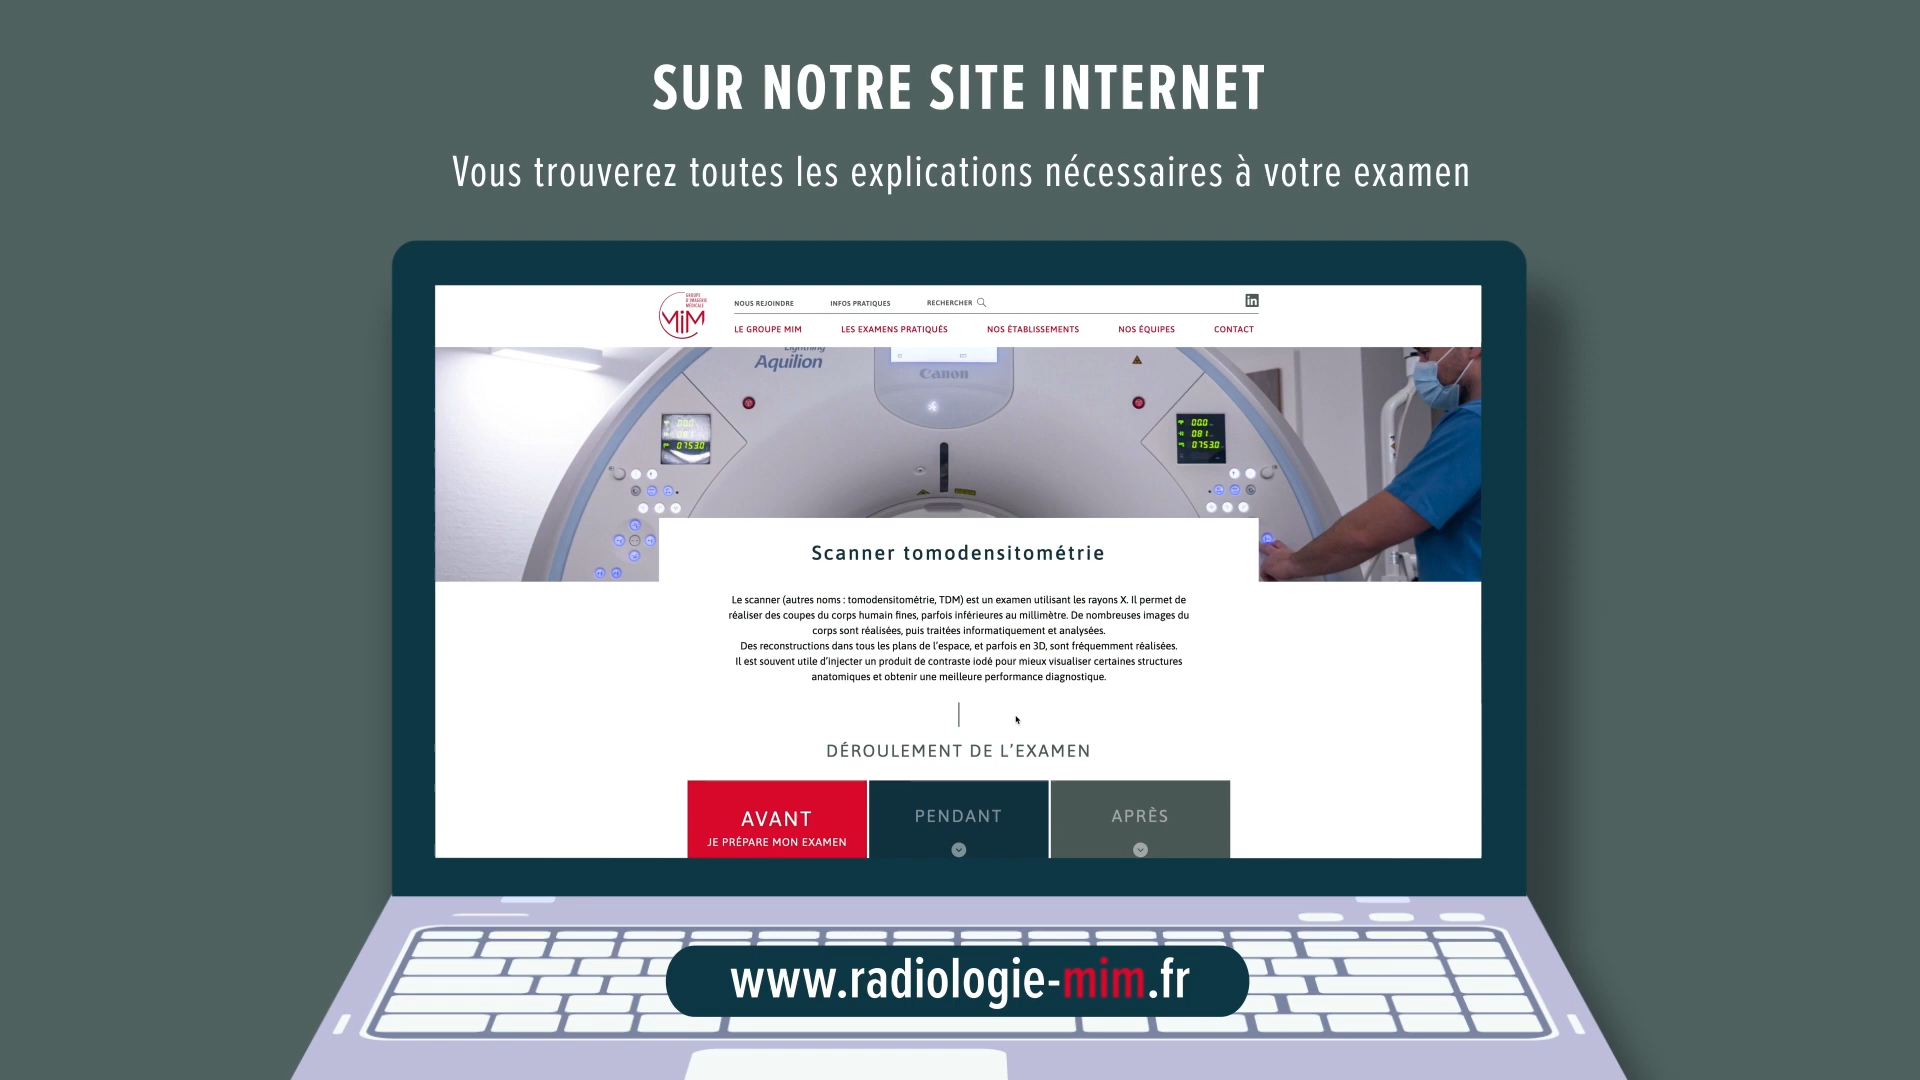 SUR NOTRE SITE INTERNET
Vous trouverez toutes les explications nécessaires à votre examen
GROUPE
D'IMAGERIE
MÉDICALE
MiM
NOUS REJOINDRE
INFOS PRATIQUES
RECHERCHER
in
LE GROUPE MIM
LES EXAMENS PRATIQUÉS
NOS ÉTABLISSEMENTS
NOS ÉQUIPES
CONTACT
Lightning
Aquilion
Canon
Scanner tomodensitométrie
Le scanner (autres noms : tomodensitométrie, TDM) est un examen utilisant les rayons X. Il permet de
réaliser des coupes du corps humain fines, parfois inférieures au millimètre. De nombreuses images du
corps sont réalisées, puis traitées informatiquement et analysées.
Des reconstructions dans tous les plans de l'espace, et parfois en 3D, sont fréquemment réalisées.
Il est souvent utile d'injecter un produit de contraste iodé pour mieux visualiser certaines structures
anatomiques et obtenir une meilleure performance diagnostique.
DÉROULEMENT DE L'EXAMEN
AVANT
JE PRÉPARE MON EXAMEN
PENDANT
APRÈS
www.radiologie-mim.fr